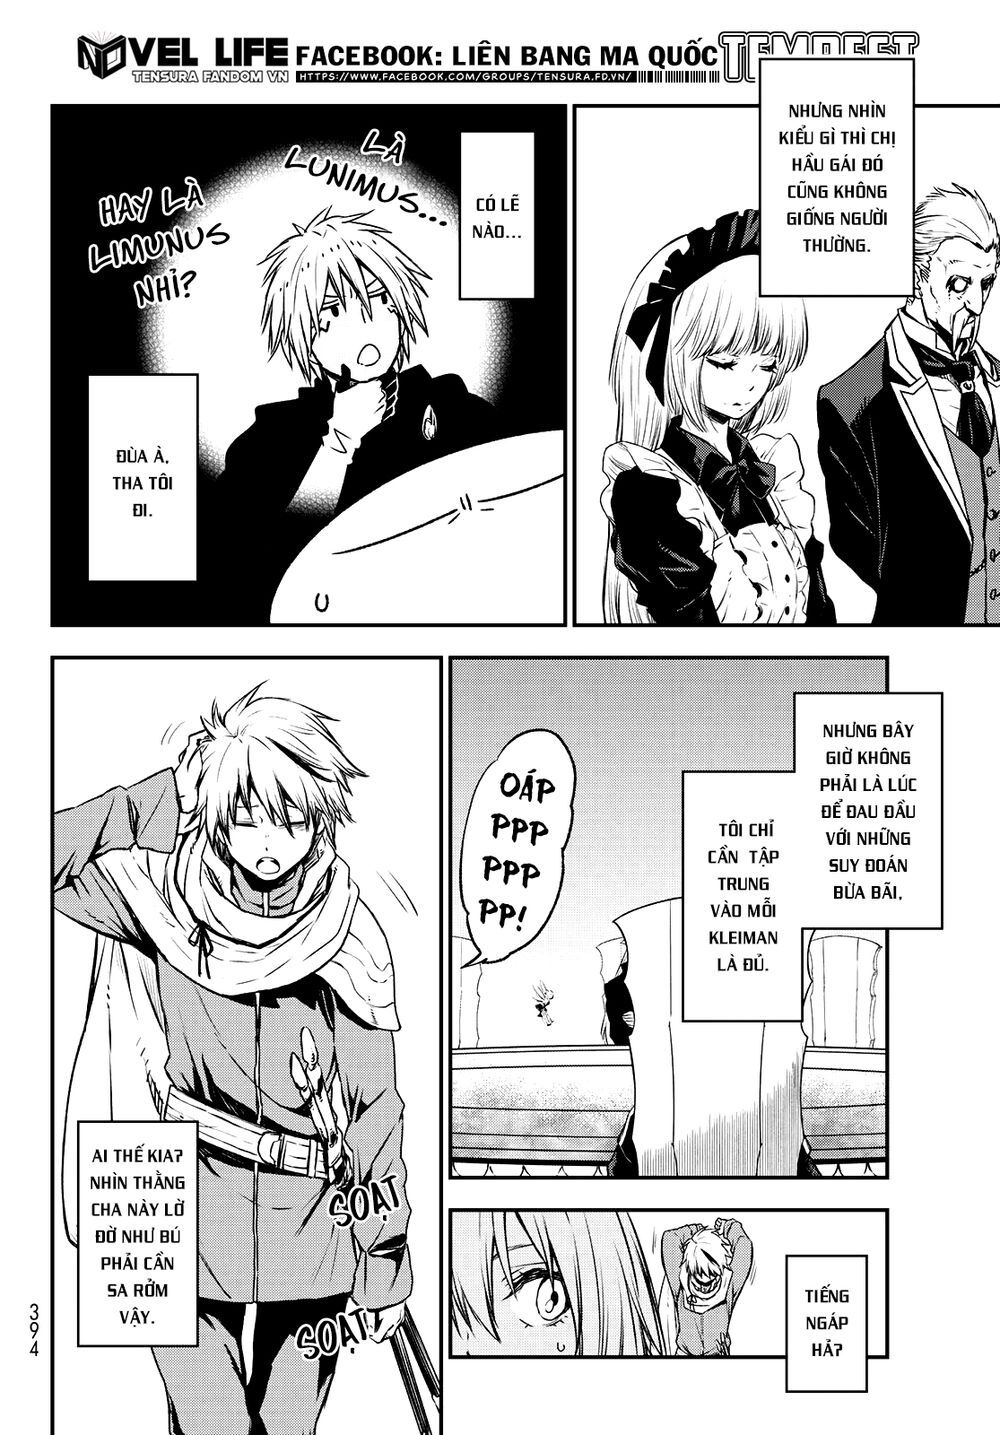 NOVEL LIFE
TENSURA FANDOM VN
FACEBOOK: LIÊN BANG MA QUỐC TEMPEST
HTTPS://WWW.FACEBOOK.COM/GROUPS/TENSURA.FD.VN/
NHƯNG NHÌN
KIỂU GÌ THÌ CHỊ
HẦU GÁI ĐÓ
CŨNG KHÔNG
GIỐNG NGƯỜI
THƯỜNG.
CÓ LẼ
NÀO...
LÀ
LUNIMUS...
HAY LÀ
LIMUNUS
NHỈ?
ĐÙA À,
THA TÔI
ĐI.
NHƯNG BÂY
GIỜ KHÔNG
PHẢI LÀ LÚC
ĐỂ ĐAU ĐẦU
VỚI NHỮNG
SUY ĐOÁN
BỪA BÃI,
TÔI CHỈ
CẦN TẬP
TRUNG
VÀO MỖI
KLEIMAN
LÀ ĐỦ.
OÁP
PPP
PPP
PP!
TIẾNG
NGÁP
HẢ?
AI THẾ KIA?
NHÌN THẰNG
CHA NÀY LỜ
ĐỜ NHƯ BÚ
PHẢI CẦN
SA RỞM
VẬY.
SOẠT
SOẠT
394